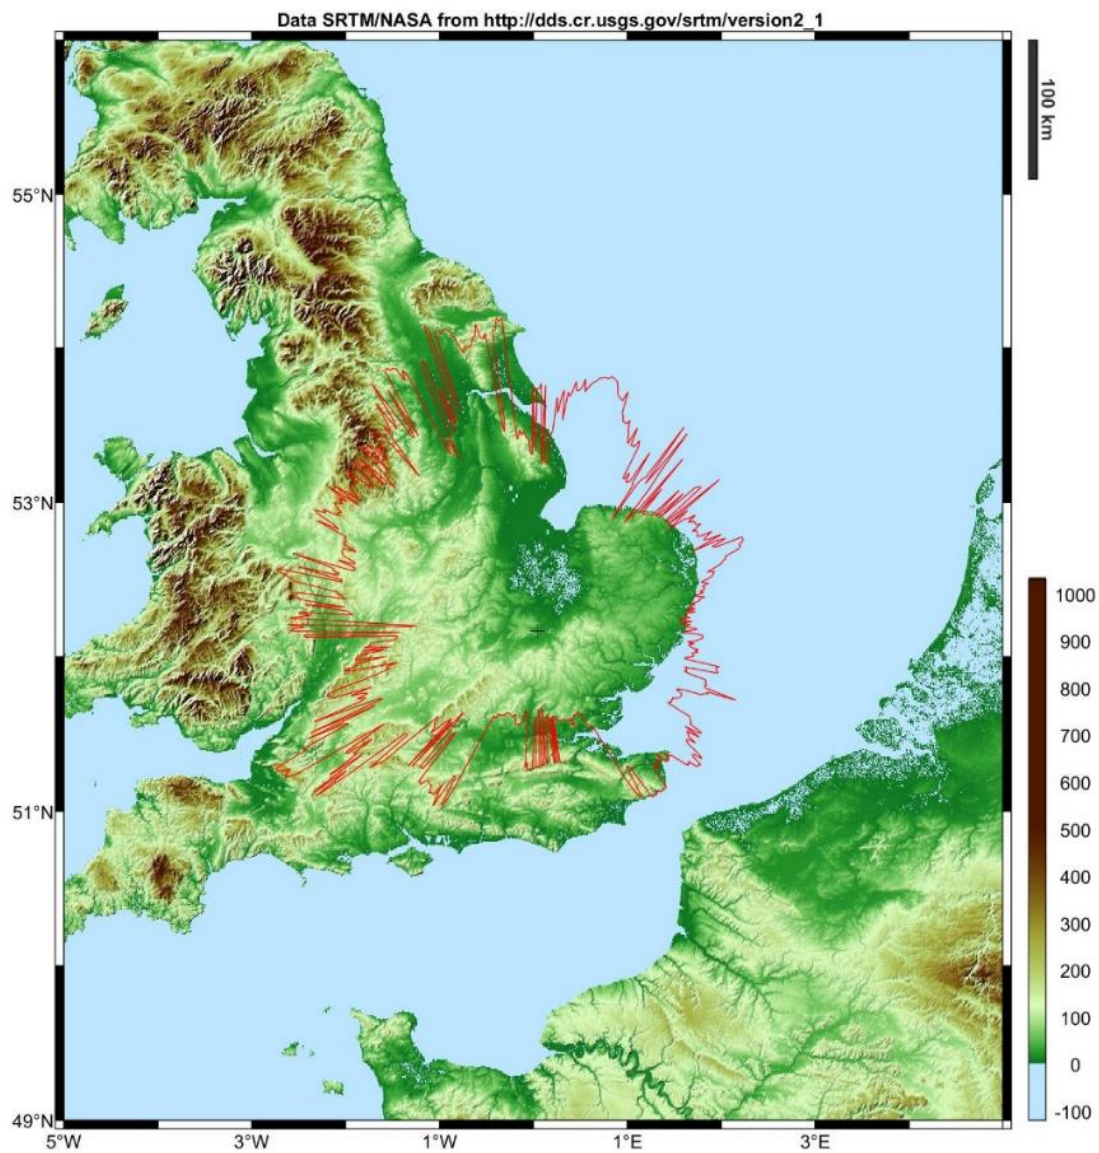 Data SRTM/NASA from http://dds.cr.usgs.gov/srtm/version2_1
100 km
55°N
53°N
51°N
49°N
5°W
3°W
1°W
1°E
3°E
1000
900
800
700
600
500
400
300
200
100
0
-100